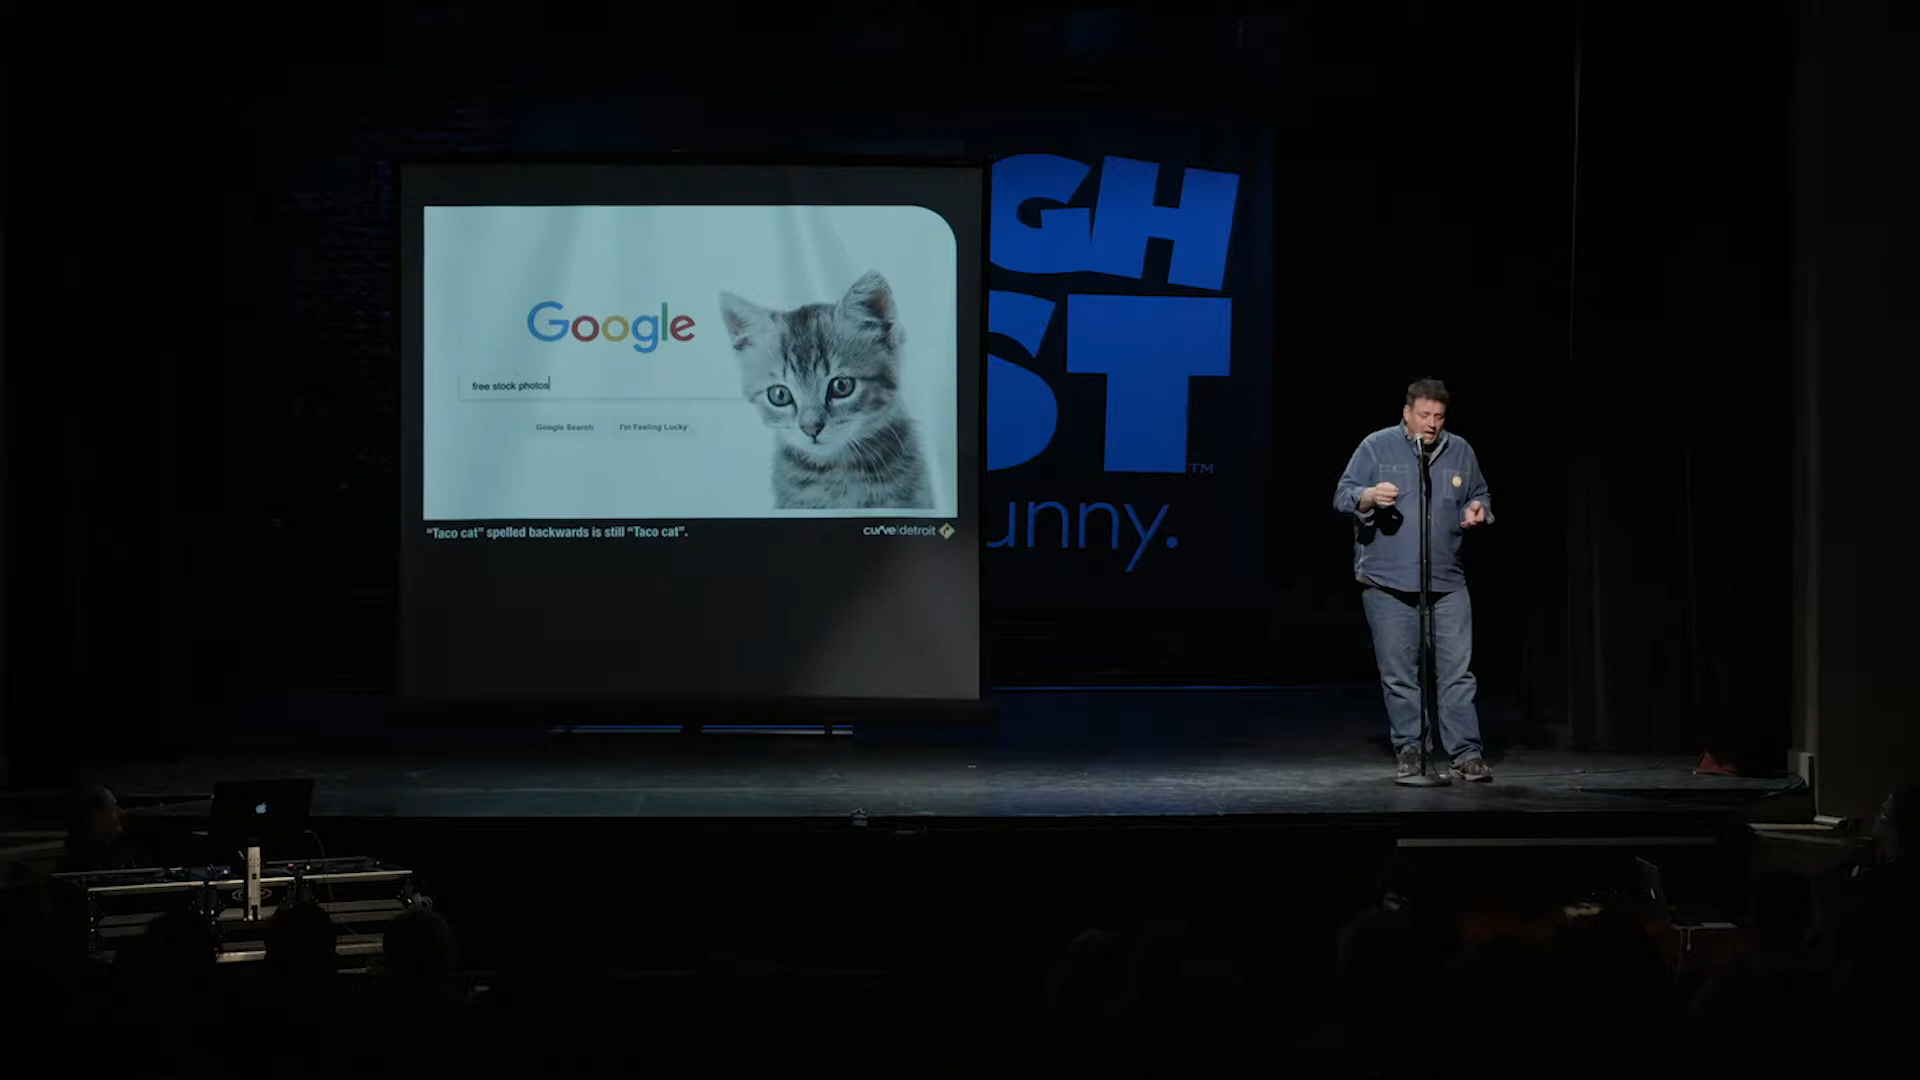 Google
free stock photos
Google Search
I'm Feeling Lucky
"Taco cat" spelled backwards is still "Taco cat".
curve detroit
GH
ST
TM
unny.